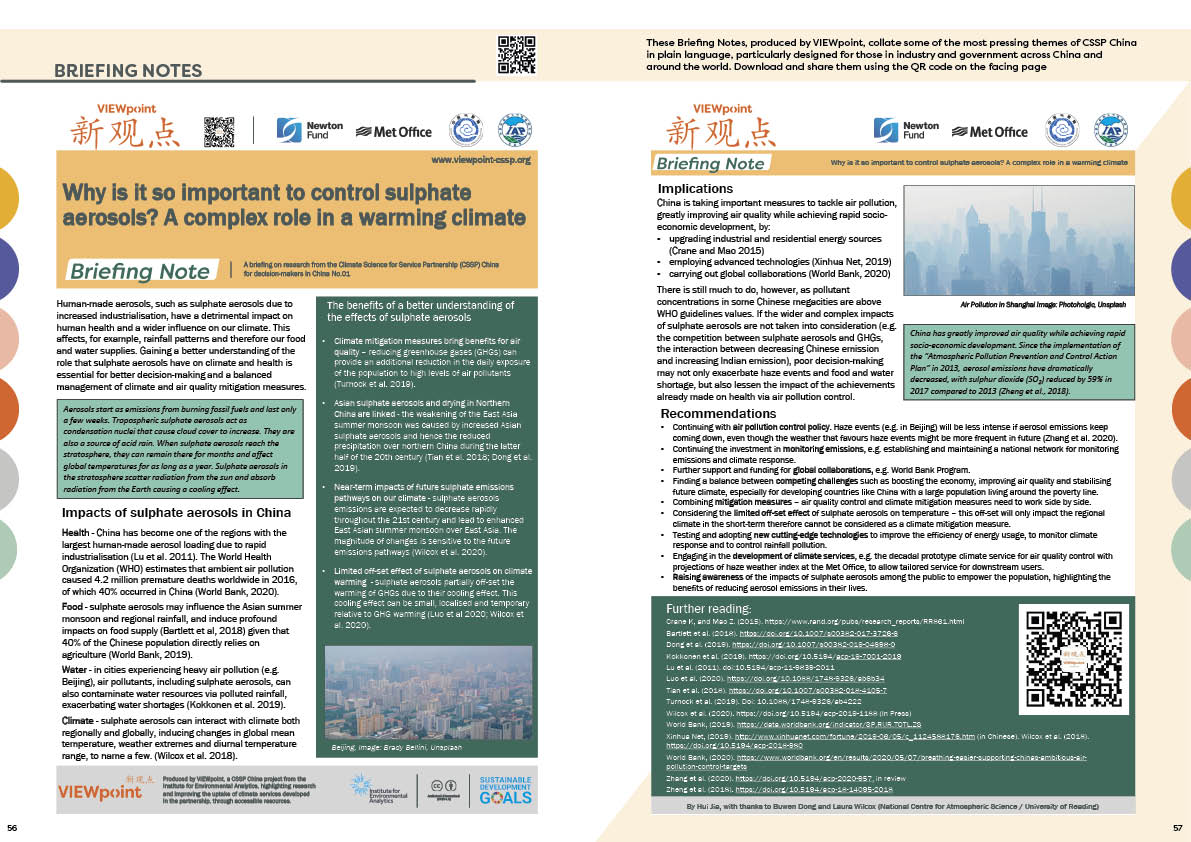 BRIEFING NOTES
VIEWpoint
新观点
Newton
Fund
Met Office
IAP
www.viewpoint-cssp.org
Why is it so important to control sulphate
aerosols? A complex role in a warming climate
Briefing Note
A briefing on research from the Climate Science for Service Partnership (CSSP) China
for decision-makers in China No.01
Human-made aerosols, such as sulphate aerosols due to
increased industrialisation, have a detrimental impact on
human health and a wider influence on our climate. This
affects, for example, rainfall patterns and therefore our food
and water supplies. Gaining a better understanding of the
role that sulphate aerosols have on climate and health is
essential for better decision-making and a balanced
management of climate and air quality mitigation measures.
Aerosols start as emissions from burning fossil fuels and last only
a few weeks. Tropospheric sulphate aerosols act as
condensation nuclei that cause cloud cover to increase. They are
also a source of acid rain. When sulphate aerosols reach the
stratosphere, they can remain there for months and affect
global temperatures for as long as a year. Sulphate aerosols in
the stratosphere scatter radiation from the sun and absorb
radiation from the Earth causing a cooling effect.
Impacts of sulphate aerosols in China
Health - China has become one of the regions with the
largest human-made aerosol loading due to rapid
industrialisation (Lu et al. 2011). The World Health
Organization (WHO) estimates that ambient air pollution
caused 4.2 million premature deaths worldwide in 2016,
of which 40% occurred in China (World Bank, 2020).
Food - sulphate aerosols may influence the Asian summer
monsoon and regional rainfall, and induce profound
impacts on food supply (Bartlett et al, 2018) given that
40% of the Chinese population directly relies on
agriculture (World Bank, 2019).
Water - in cities experiencing heavy air pollution (e.g.
Beijing), air pollutants, including sulphate aerosols, can
also contaminate water resources via polluted rainfall,
exacerbating water shortages (Kokkonen et al. 2019).
Climate - sulphate aerosols can interact with climate both
regionally and globally, inducing changes in global mean
temperature, weather extremes and diurnal temperature
range, to name a few. (Wilcox et al. 2018).
The benefits of a better understanding of
the effects of sulphate aerosols
• Climate mitigation measures bring benefits for air
quality – reducing greenhouse gases (GHGs) can
provide an additional reduction in the daily exposure
of the population to high levels of air pollutants
(Turnock et al. 2019).
• Asian sulphate aerosols and drying in Northern
China are linked - the weakening of the East Asia
summer monsoon was caused by increased Asian
sulphate aerosols and hence the reduced
precipitation over northern China during the latter
half of the 20th century (Tian et al. 2018; Dong et al.
2019).
• Near-term impacts of future sulphate emissions
pathways on our climate - sulphate aerosols
emissions are expected to decrease rapidly
throughout the 21st century and lead to enhanced
East Asian summer monsoon over East Asia. The
magnitude of changes is sensitive to the future
emissions pathways (Wilcox et al. 2020).
• Limited off-set effect of sulphate aerosols on climate
warming - sulphate aerosols partially off-set the
warming of GHGs due to their cooling effect. This
cooling effect can be small, localised and temporary
relative to GHG warming (Luo et al 2020; Wilcox et
al. 2020).
Beijing, Image: Brady Bellini, Unsplash
新观点
VIEWpoint
Produced by VIEWpoint, a CSSP China project from the
Institute for Environmental Analytics, highlighting research
and improving the uptake of climate services developed
in the partnership, through accessible resources.
Institute for
Environmental
Analytics
SUSTAINABLE
DEVELOPMENT
GOALS
56
These Briefing Notes, produced by VIEWpoint, collate some of the most pressing themes of CSSP China
in plain language, particularly designed for those in industry and government across China and
around the world. Download and share them using the QR code on the facing page
VIEWpoint
新观点
Newton
Fund
Met Office
IAP
Briefing Note
Why is it so important to control sulphate aerosols? A complex role in a warming climate
Implications
China is taking important measures to tackle air pollution,
greatly improving air quality while achieving rapid socio-
economic development, by:
• upgrading industrial and residential energy sources
(Crane and Mao 2015)
• employing advanced technologies (Xinhua Net, 2019)
• carrying out global collaborations (World Bank, 2020)
There is still much to do, however, as pollutant
concentrations in some Chinese megacities are above
WHO guidelines values. If the wider and complex impacts
of sulphate aerosols are not taken into consideration (e.g.
the competition between sulphate aerosols and GHGs,
the interaction between decreasing Chinese emission
and increasing Indian emission), poor decision-making
may not only exacerbate haze events and food and water
shortage, but also lessen the impact of the achievements
already made on health via air pollution control.
Air Pollution in Shanghai Image: Photoholgic, Unsplash
China has greatly improved air quality while achieving rapid
socio-economic development. Since the implementation of
the "Atmospheric Pollution Prevention and Control Action
Plan" in 2013, aerosol emissions have dramatically
decreased, with sulphur dioxide (SO₂) reduced by 59% in
2017 compared to 2013 (Zheng et al., 2018).
Recommendations
• Continuing with air pollution control policy. Haze events (e.g. in Beijing) will be less intense if aerosol emissions keep
coming down, even though the weather that favours haze events might be more frequent in future (Zhang et al. 2020).
• Continuing the investment in monitoring emissions, e.g. establishing and maintaining a national network for monitoring
emissions and climate response.
• Further support and funding for global collaborations, e.g. World Bank Program.
• Finding a balance between competing challenges such as boosting the economy, improving air quality and stabilising
future climate, especially for developing countries like China with a large population living around the poverty line.
• Combining mitigation measures – air quality control and climate mitigation measures need to work side by side.
• Considering the limited off-set effect of sulphate aerosols on temperature – this off-set will only impact the regional
climate in the short-term therefore cannot be considered as a climate mitigation measure.
• Testing and adopting new cutting-edge technologies to improve the efficiency of energy usage, to monitor climate
response and to control rainfall pollution.
• Engaging in the development of climate services, e.g. the decadal prototype climate service for air quality control with
projections of haze weather index at the Met Office, to allow tailored service for downstream users.
• Raising awareness of the impacts of sulphate aerosols among the public to empower the population, highlighting the
benefits of reducing aerosol emissions in their lives.
Further reading:
Crane K, and Mao Z. (2015). https://www.rand.org/pubs/research_reports/RR861.html
Bartlett et al. (2018). https://doi.org/10.1007/s00382-017-3728-8
Dong et al. (2019).
Kokkonen et al. (2019). https://doi.org/10.5194/acp-19-7001-2019
Lu et al. (2011). doi:10.5194/acp-11-9839-2011
Luo et al. (2020). https://doi.org/10.1088/1748-9326/ab8b34
Tian et al. (2018). https://doi.org/10.1007/s00382-018-4105-7
Turnock et al. (2019). Doi: 10.1088/1748-9326/ab4222
Wilcox et al. (2020). https://doi.org/10.5194/acp-2019-1188 (In Press)
World Bank, (2019). https://data.worldbank.org/indicator/SP.RUR.TOTL.ZS
Xinhua Net, (2019). http://www.xinhuanet.com/fortune/2019-06/05/c_1124588178.htm (in Chinese). Wilcox et al. (2018).
https://doi.org/10.5194/acp-2018-980
World Bank, (2020). https://www.worldbank.org/en/results/2020/05/07/breathing-easier-supporting-chinas-ambitious-air-
pollution-control-targets
Zhang et al. (2020). https://doi.org/10.5194/acp-2020-857, in review
Zheng et al. (2018). https://doi.org/10.5194/acp-18-14095-2018
By Hui Jia, with thanks to Buwen Dong and Laura Wilcox (National Centre for Atmospheric Science / University of Reading)
57